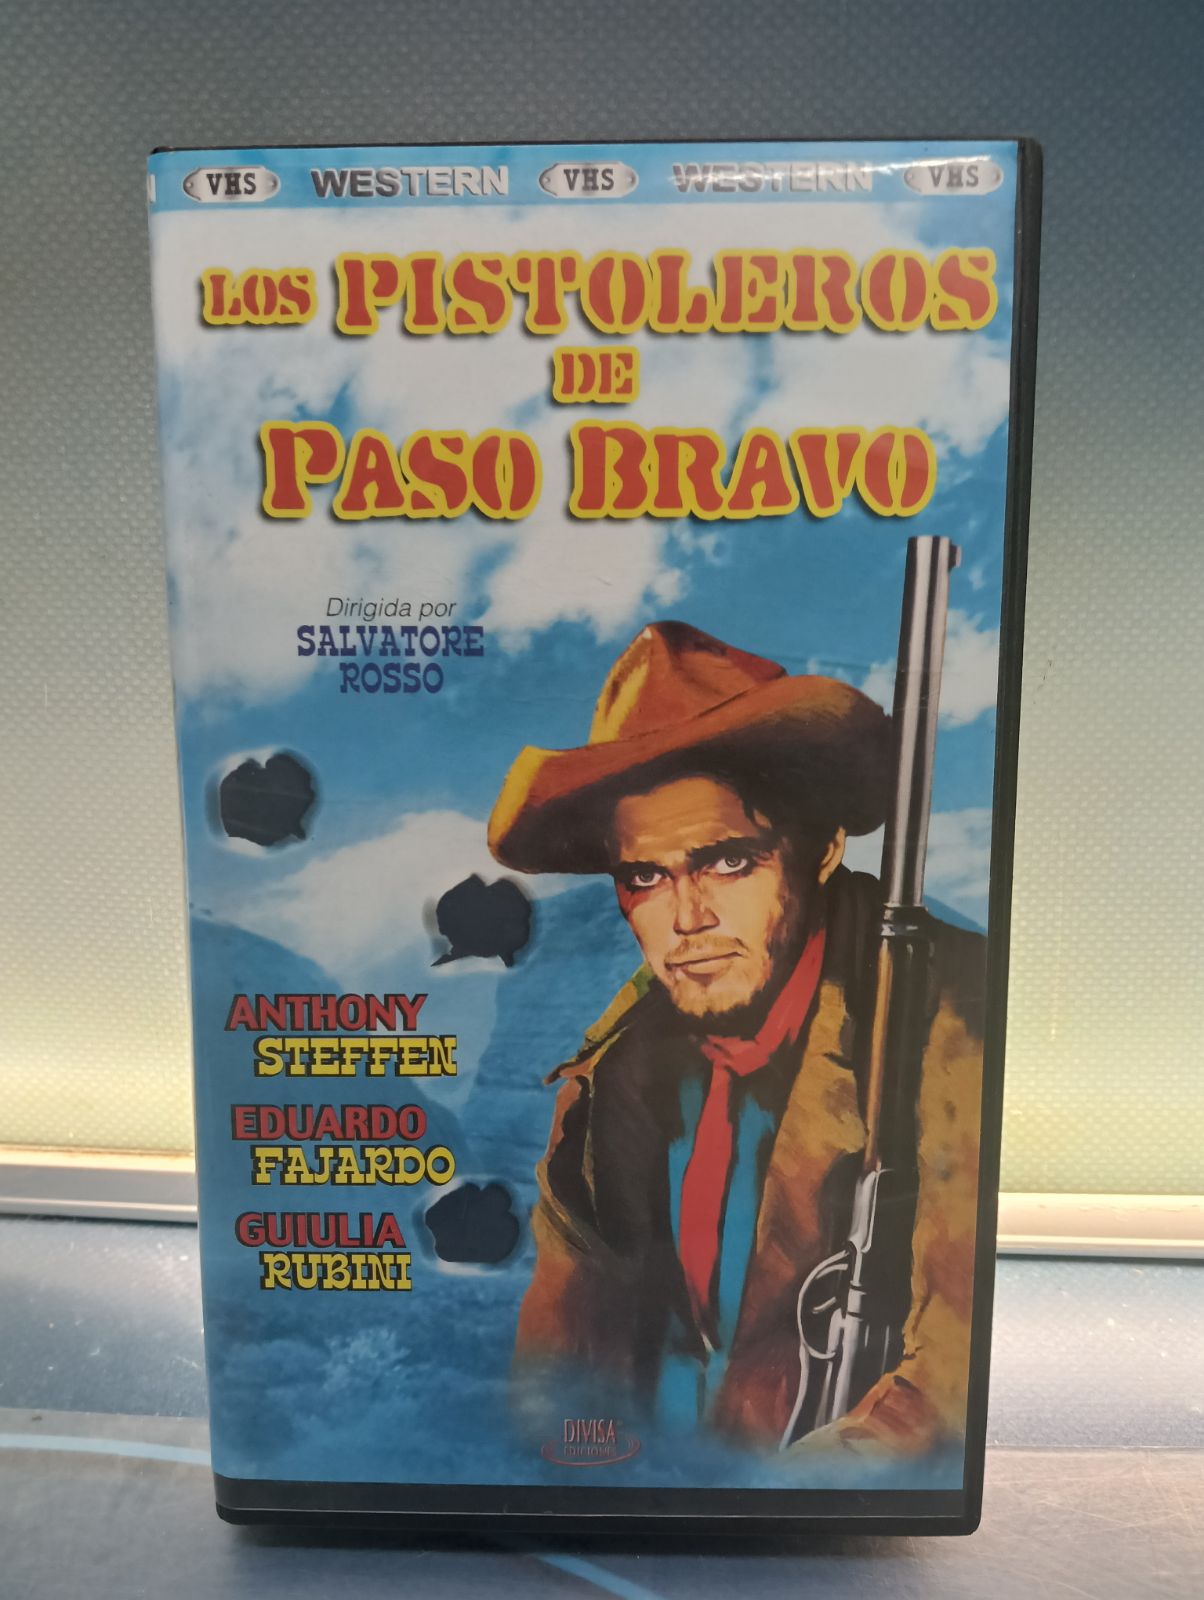 N VHS WESTERN VHS WESTERN VHS
LOS PISTOLEROS
DE
PASO BRAVO
Dirigida por
SALVATORE
ROSSO
ANTHONY
STEFFEN
EDUARDO
FAJARDO
GUIULIA
RUBINI
DIVISA
EDICIONES